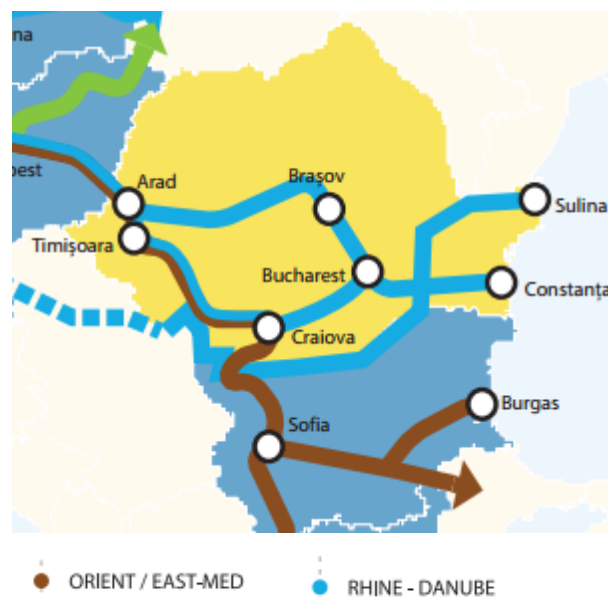 na
pest
Arad
Brașov
Sulina
Timișoara
Bucharest
Constanța
Craiova
Burgas
Sofia
ORIENT / EAST-MED
RHINE - DANUBE